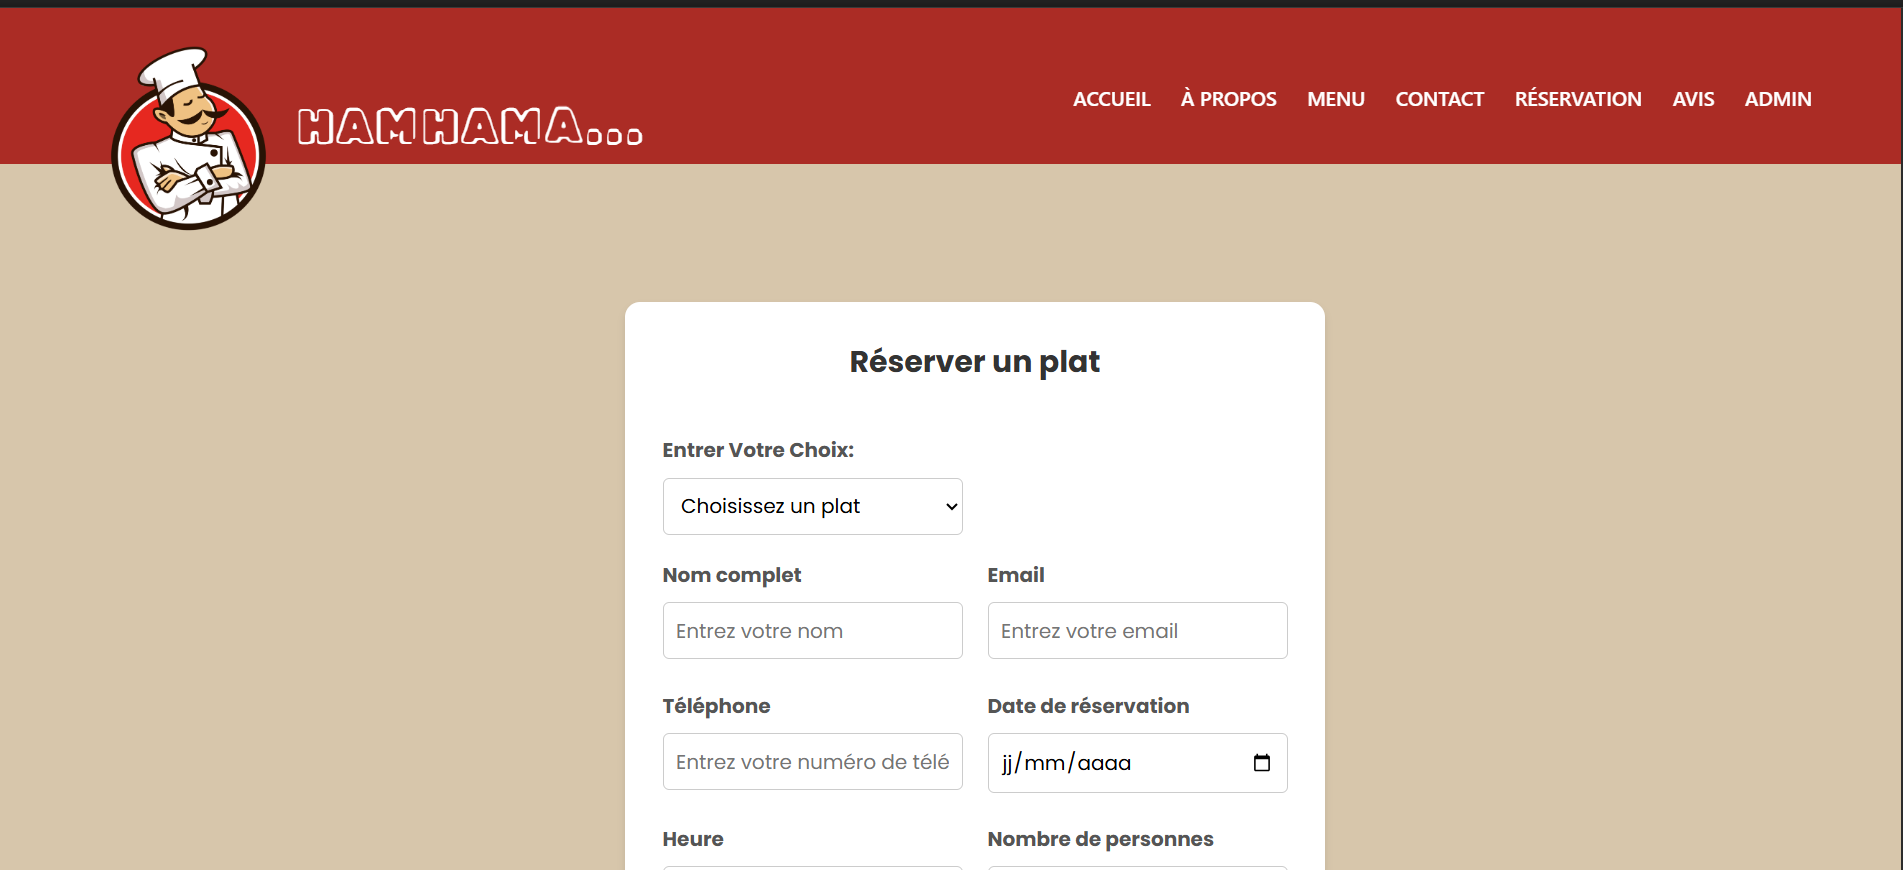 HAMHAMA...
ACCUEIL À PROPOS MENU CONTACT RÉSERVATION AVIS ADMIN
Réserver un plat
Entrer Votre Choix:
Choisissez un plat
Nom complet Email
Entrez votre nom Entrez votre email
Téléphone Date de réservation
Entrez votre numéro de télé jj/mm/aaaa
Heure Nombre de personnes